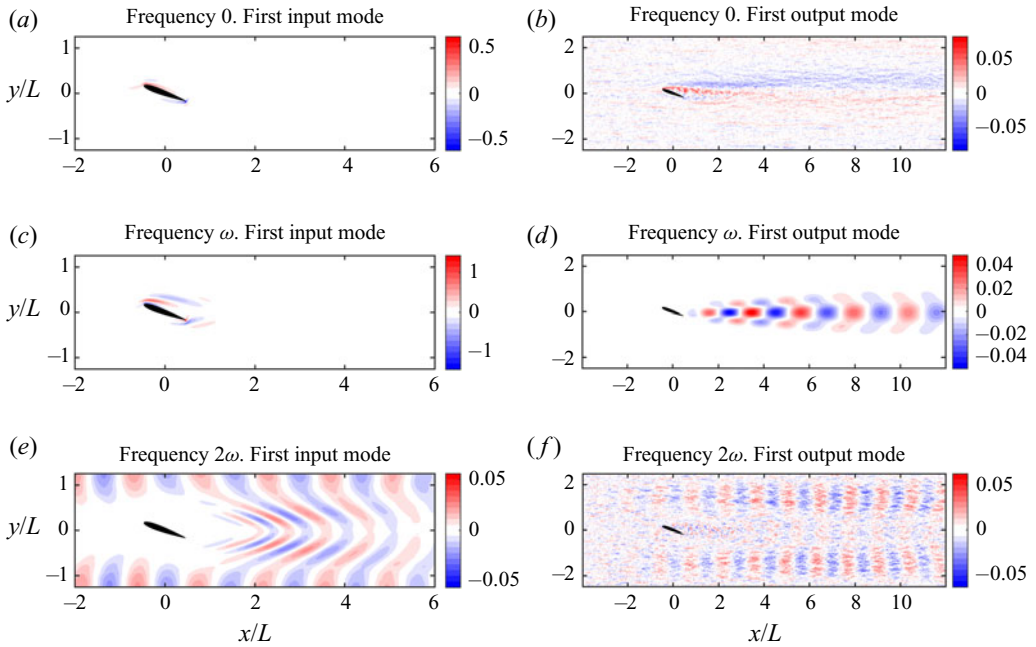 (a) Frequency 0. First input mode
1
0
−1
y/L
−2 0 2 4 6
0.5
0
−0.5
(b) Frequency 0. First output mode
2
0
−2
0 2 4 6 8 10
0.05
0
−0.05
(c) Frequency ω. First input mode
1
0
−1
y/L
−2 0 2 4 6
1
0
−1
(d) Frequency ω. First output mode
2
0
−2
0 2 4 6 8 10
0.04
0.02
0
−0.02
−0.04
(e) Frequency 2ω. First input mode
1
0
−1
y/L
−2 0 2 4 6
x/L
0.05
0
−0.05
(f) Frequency 2ω. First output mode
2
0
−2
0 2 4 6 8 10
x/L
0.05
0
−0.05